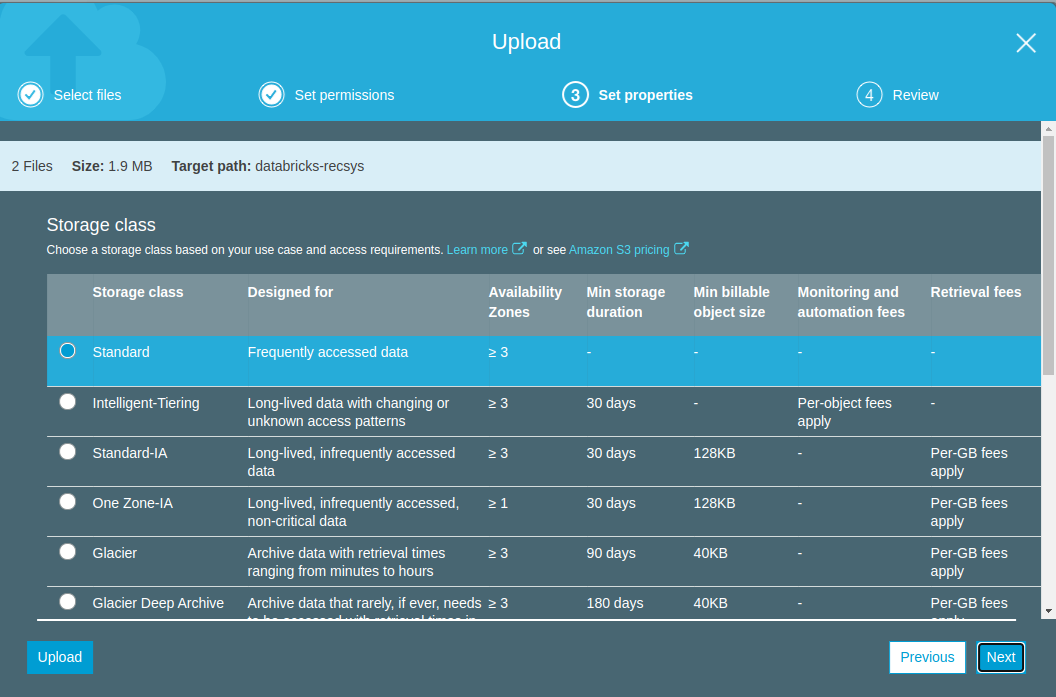 Upload
Select files
Set permissions
3 Set properties
4 Review
2 Files Size: 1.9 MB Target path: databricks-recsys
Storage class
Choose a storage class based on your use case and access requirements. Learn more or see Amazon S3 pricing
Storage class Designed for Availability Zones Min storage duration Min billable object size Monitoring and automation fees Retrieval fees
Standard Frequently accessed data ≥ 3 - - - -
Intelligent-Tiering Long-lived data with changing or unknown access patterns ≥ 3 30 days - Per-object fees apply -
Standard-IA Long-lived, infrequently accessed data ≥ 3 30 days 128KB - Per-GB fees apply
One Zone-IA Long-lived, infrequently accessed, non-critical data ≥ 1 30 days 128KB - Per-GB fees apply
Glacier Archive data with retrieval times ranging from minutes to hours ≥ 3 90 days 40KB - Per-GB fees apply
Glacier Deep Archive Archive data that rarely, if ever, needs ≥ 3 180 days 40KB - Per-GB fees
Upload
Previous
Next